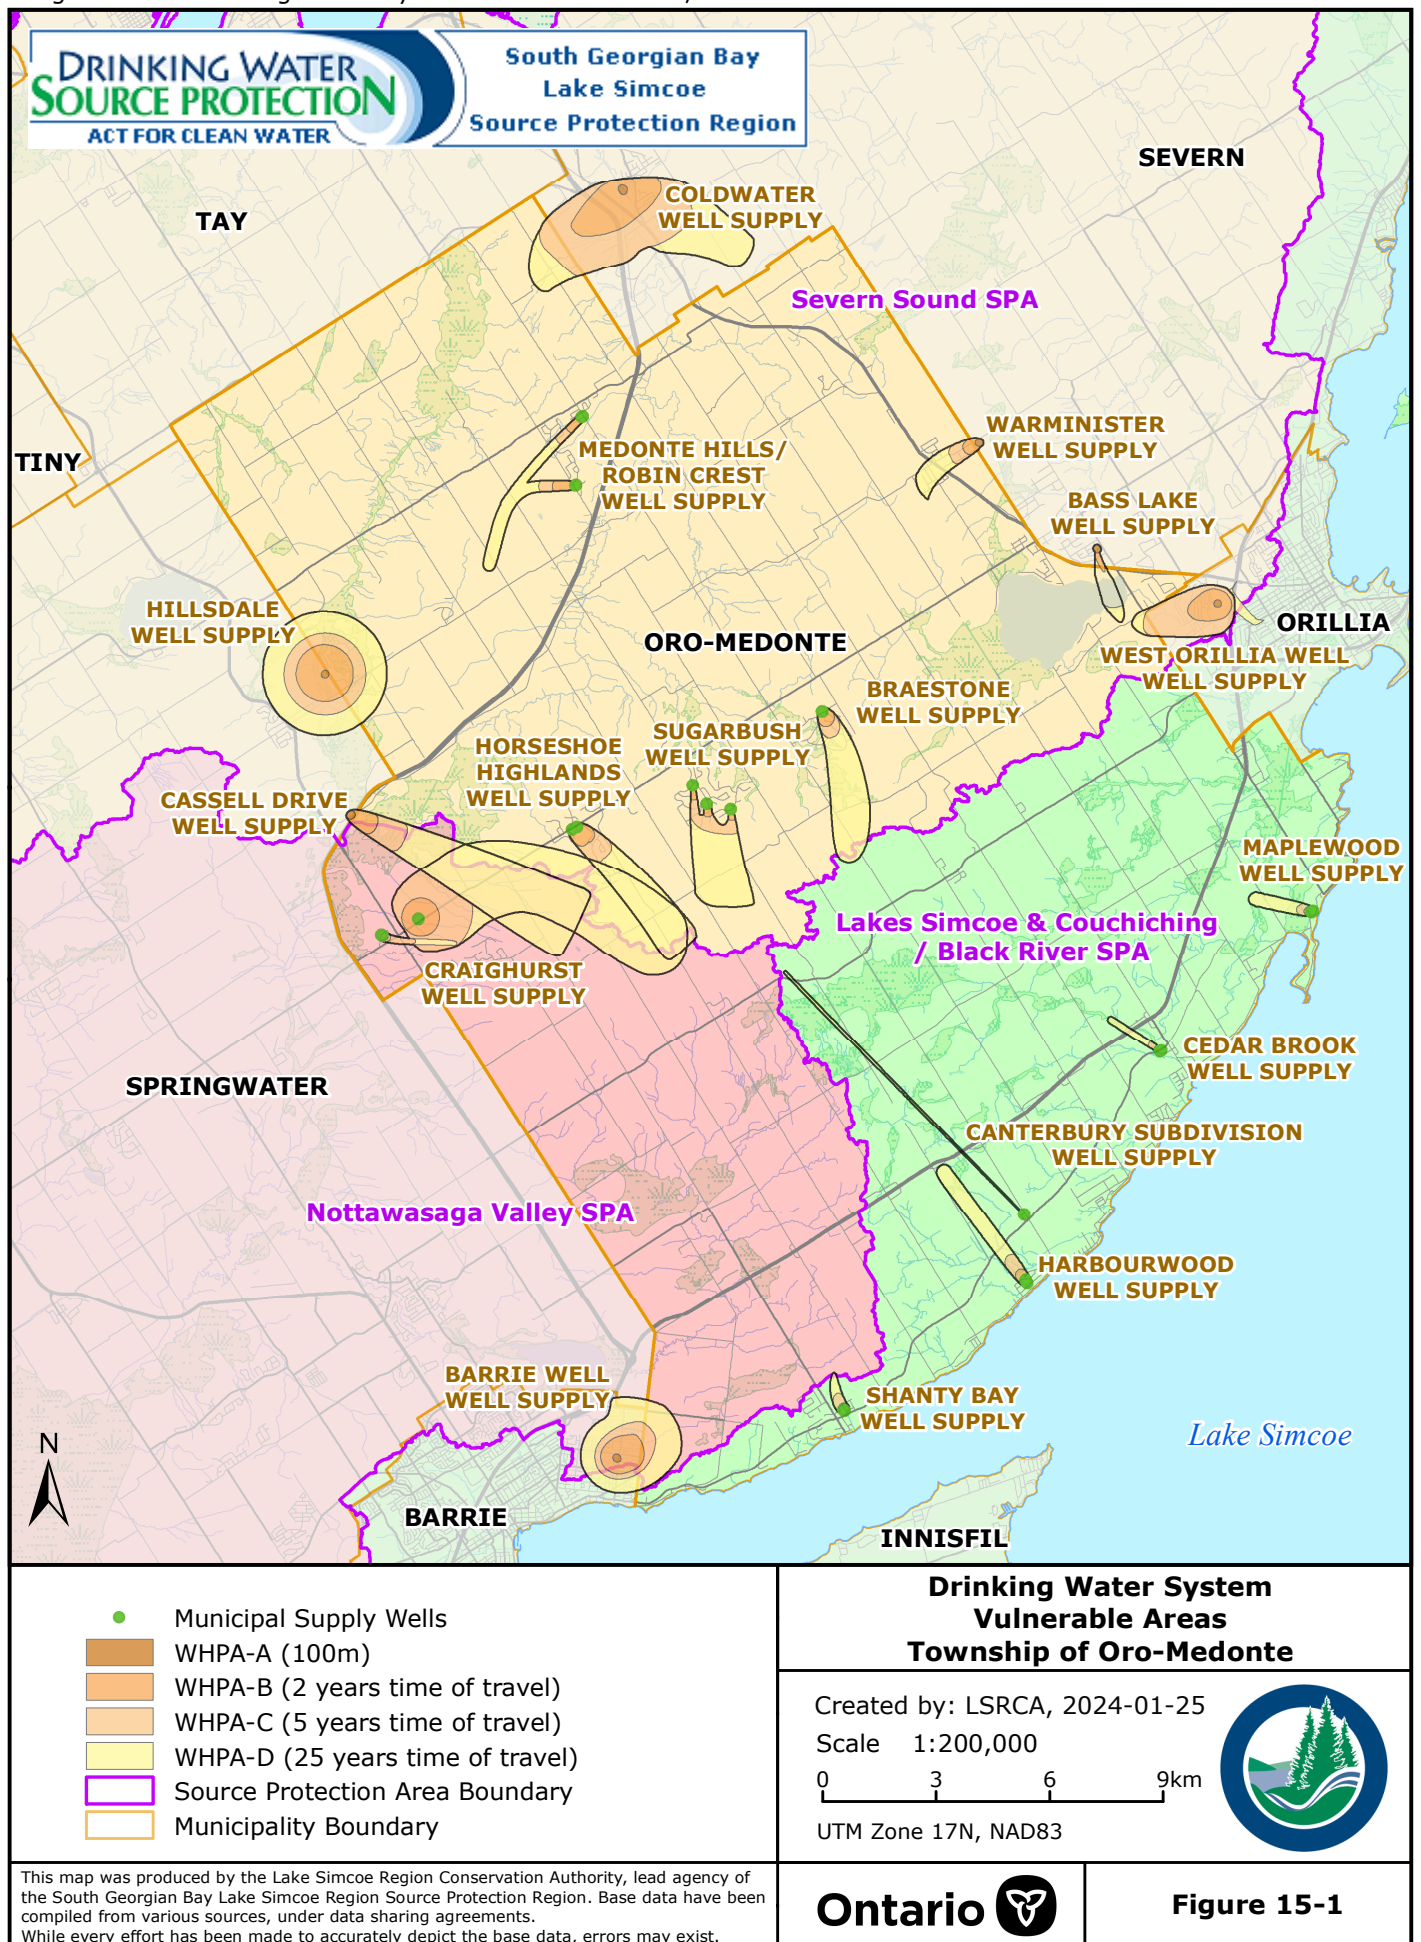 DRINKING WATER
SOURCE PROTECTION
ACT FOR CLEAN WATER
South Georgian Bay
Lake Simcoe
Source Protection Region
SEVERN
COLDWATER
WELL SUPPLY
TAY
Severn Sound SPA
WARMINISTER
WELL SUPPLY
MEDONTE HILLS/
ROBIN CREST
WELL SUPPLY
TINY
BASS LAKE
WELL SUPPLY
HILLSDALE
WELL SUPPLY
ORO-MEDONTE
ORILLIA
WEST ORILLIA WELL
WELL SUPPLY
BRAESTONE
WELL SUPPLY
SUGARBUSH
WELL SUPPLY
HORSESHOE
HIGHLANDS
WELL SUPPLY
CASSELL DRIVE
WELL SUPPLY
MAPLEWOOD
WELL SUPPLY
Lakes Simcoe & Couchiching
/ Black River SPA
CRAIGHURST
WELL SUPPLY
CEDAR BROOK
WELL SUPPLY
SPRINGWATER
CANTERBURY SUBDIVISION
WELL SUPPLY
Nottawasaga Valley SPA
HARBOURWOOD
WELL SUPPLY
BARRIE WELL
WELL SUPPLY
SHANTY BAY
WELL SUPPLY
Lake Simcoe
N
BARRIE
INNISFIL
Municipal Supply Wells
WHPA-A (100m)
WHPA-B (2 years time of travel)
WHPA-C (5 years time of travel)
WHPA-D (25 years time of travel)
Source Protection Area Boundary
Municipality Boundary
Drinking Water System
Vulnerable Areas
Township of Oro-Medonte
Created by: LSRCA, 2024-01-25
Scale 1:200,000
0 3 6 9km
UTM Zone 17N, NAD83
This map was produced by the Lake Simcoe Region Conservation Authority, lead agency of
the South Georgian Bay Lake Simcoe Region Source Protection Region. Base data have been
compiled from various sources, under data sharing agreements.
While every effort has been made to accurately depict the base data, errors may exist.
Ontario
Figure 15-1